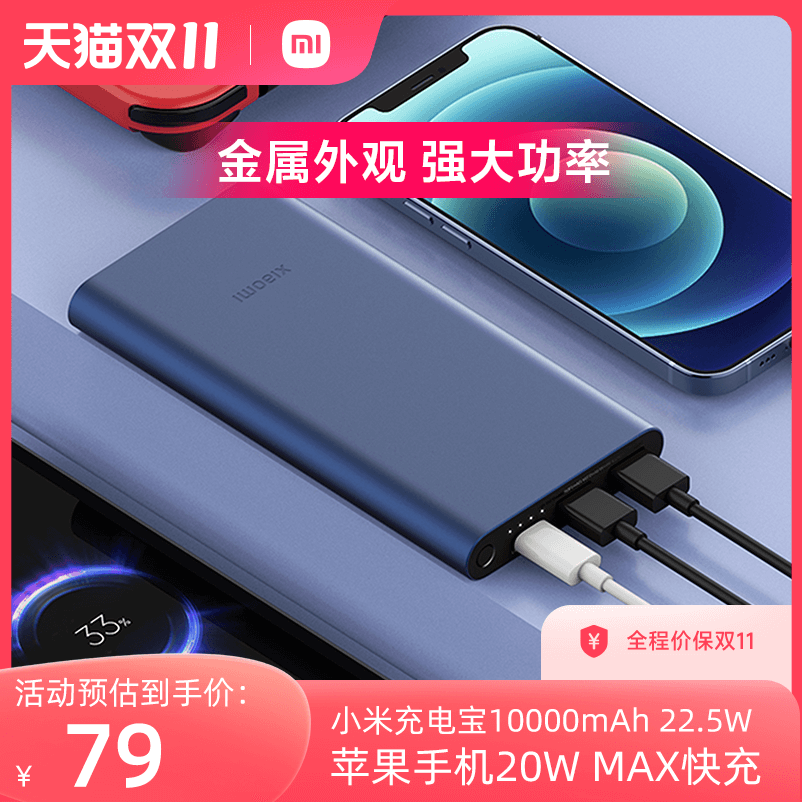 天猫双11
mi
金属外观 强大功率
xiaomi
33%
全程价保双11
活动预估到手价:
¥ 79
小米充电宝10000mAh 22.5W
苹果手机20W MAX快充